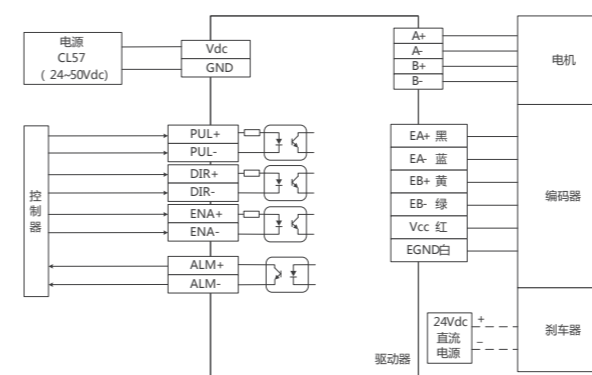 电源
CL57
( 24~50Vdc)
Vdc
GND
控制器
PUL+
PUL-
DIR+
DIR-
ENA+
ENA-
ALM+
ALM-
A+
A-
B+
B-
电机
EA+ 黑
EA- 蓝
EB+ 黄
EB- 绿
Vcc 红
EGND白
编码器
24Vdc
直流
电源
+
-
刹车器
驱动器